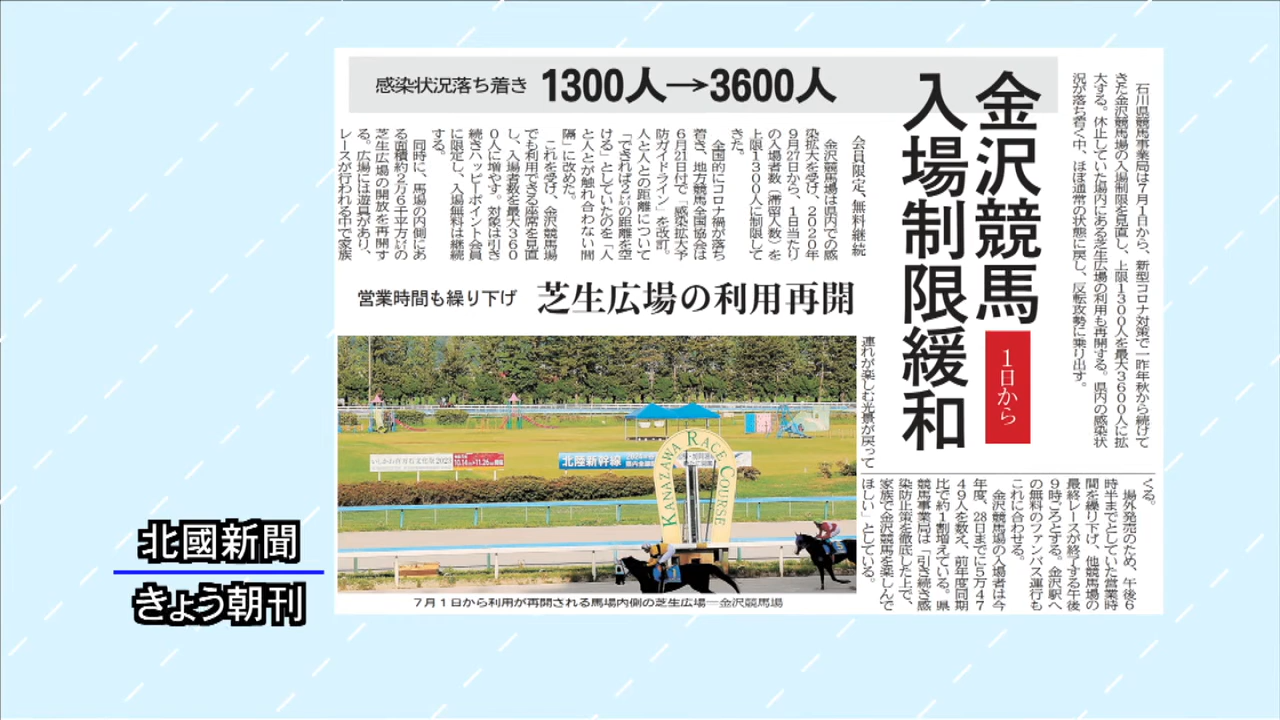 感染状況落ち着き 1300人→3600人
金沢競馬
1日から
入場制限緩和
石川県競馬事業局は7月1日から、新型コロナ対策で一昨年秋から続けて
きた金沢競馬場の入場制限を見直し、上限1300人を最大3600人に拡
大する。休止していた場内にある芝生広場の利用も再開する。県内の感染状
況が落ち着く中、ほぼ通常の状態に戻し、反転攻勢に乗り出す。
会員限定、無料継続
金沢競馬場は県内での感
染拡大を受け、2020年
9月27日から、1日当たり
の入場者数(滞留人数)を
上限1300人に制限して
きた。
全国的にコロナ禍が落ち
着き、地方競馬全国協会は
6月21日付で「感染拡大予
防ガイドライン」を改訂。
人と人との距離について
「できれば2㍍の距離を空
ける」としていたのを「人
と人とが触れ合わない間
隔」に改めた。
これを受け、金沢競馬場
でも利用できる座席を見直
し、入場者数を最大360
0人に増やす。対象は引き
続きハッピーポイント会員
に限定し、入場無料は継続
する。
同時に、馬場の内側にあ
る面積約2万6千平方㍍の
芝生広場の開放を再開す
る。広場には遊具があり、
レースが行われる中で家族
連れが楽しむ光景が戻って
くる。
場外発売のため、午後6
時半までとしていた営業時
間を繰り下げ、他競馬場の
最終レースが終了する午後
9時ごろとする。金沢駅へ
の無料のファンバス運行も
これに合わせる。
金沢競馬場の入場者は今
年度、28日までに5万47
49人を数え、前年度同期
比で約1割増えている。県
競馬事業局は「引き続き感
染防止策を徹底した上で、
家族で金沢競馬を楽しんで
ほしい」としている。
営業時間も繰り下げ 芝生広場の利用再開
10.14 11.26
北陸新幹線
KANAZAWA RACE COURSE
7月1日から利用が再開される馬場内側の芝生広場＝金沢競馬場
北國新聞
きょう朝刊